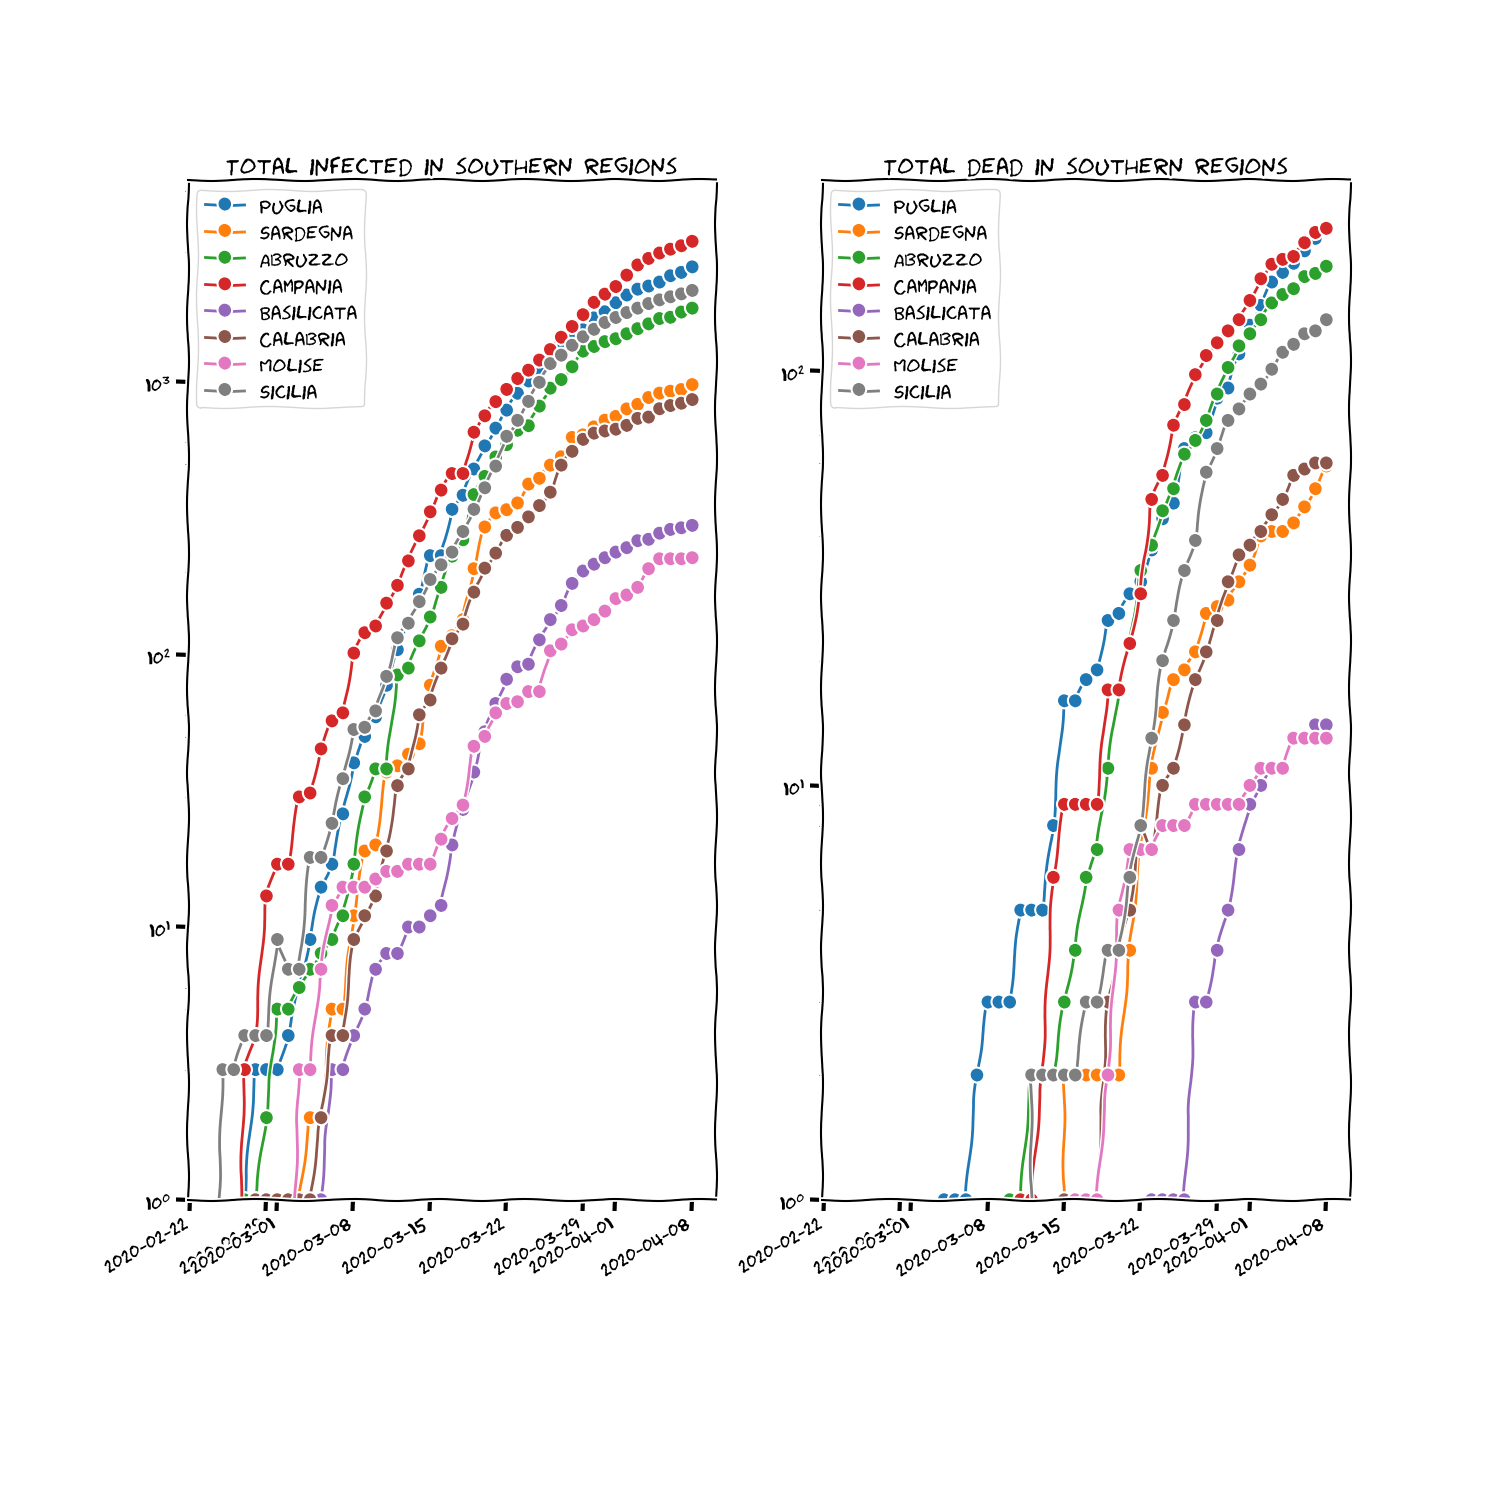 TOTAL INFECTED IN SOUTHERN REGIONS
PUGLIA
SARDEGNA
ABRUZZO
CAMPANIA
BASILICATA
CALABRIA
MOLISE
SICILIA
10³
10²
10¹
10⁰
2020-02-22
2020-03-01
2020-03-08
2020-03-15
2020-03-22
2020-03-29
2020-04-01
2020-04-08
TOTAL DEAD IN SOUTHERN REGIONS
PUGLIA
SARDEGNA
ABRUZZO
CAMPANIA
BASILICATA
CALABRIA
MOLISE
SICILIA
10²
10¹
10⁰
2020-02-22
2020-03-01
2020-03-08
2020-03-15
2020-03-22
2020-03-29
2020-04-01
2020-04-08